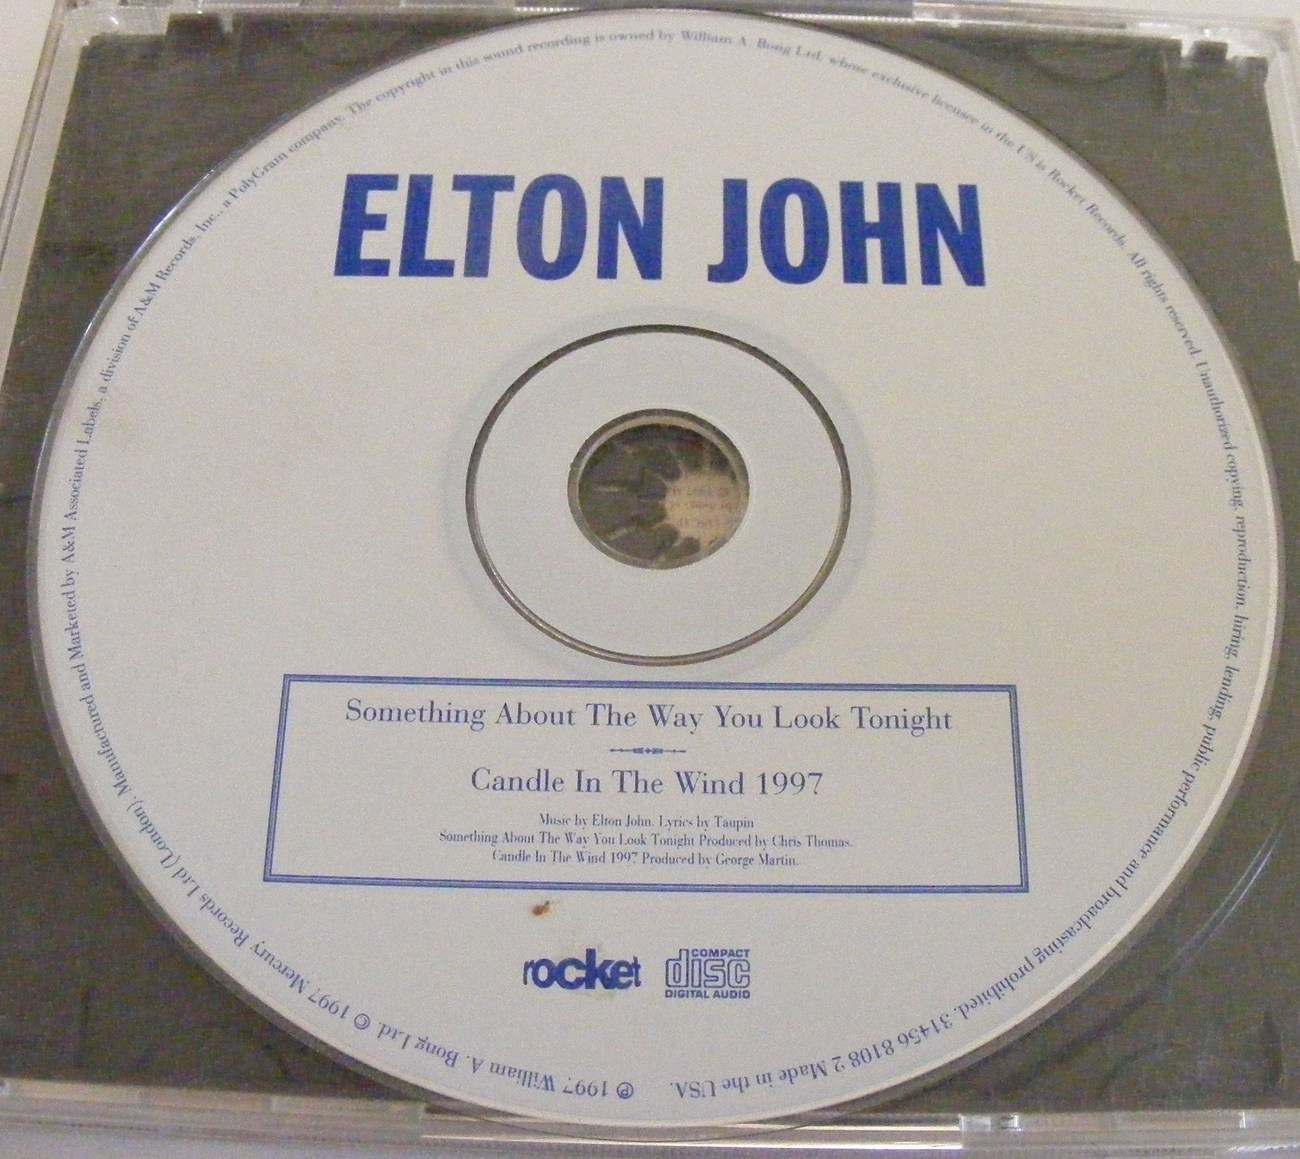 ELTON JOHN
Something About The Way You Look Tonight
Candle In The Wind 1997
Music by Elton John. Lyrics by Taupin
Something About The Way You Look Tonight Produced by Chris Thomas.
Candle In The Wind 1997 Produced by George Martin.
rocket
COMPACT
disc
DIGITAL AUDIO
℗ 1997 William A. Bong Ltd. © 1997 Mercury Records Ltd (London). Manufactured and Marketed by A&M Associated Labels, a division of A&M Records, Inc., a PolyGram company. The copyright in this sound recording is owned by William A. Bong Ltd. whose exclusive licensee in the US is Rocket Records. All rights reserved. Unauthorized copying, reproduction, hiring, lending, public performance and broadcasting prohibited. 31456 8108 2 Made in the USA.